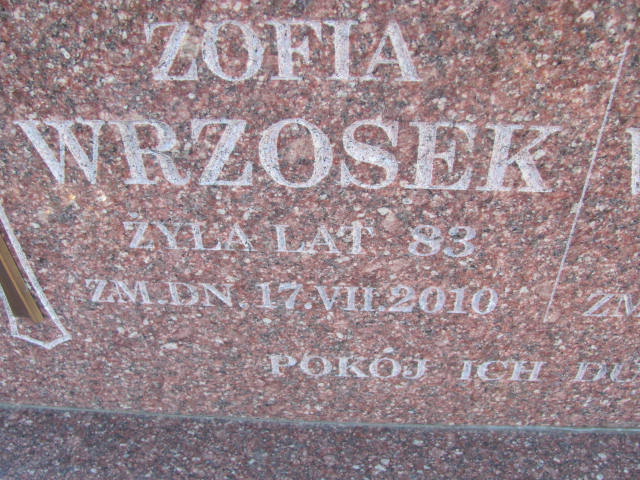 ZOFIA
WRZOSEK
ŻYŁA LAT 83
ZM.DN.17.VII.2010
POKÓJ ICH